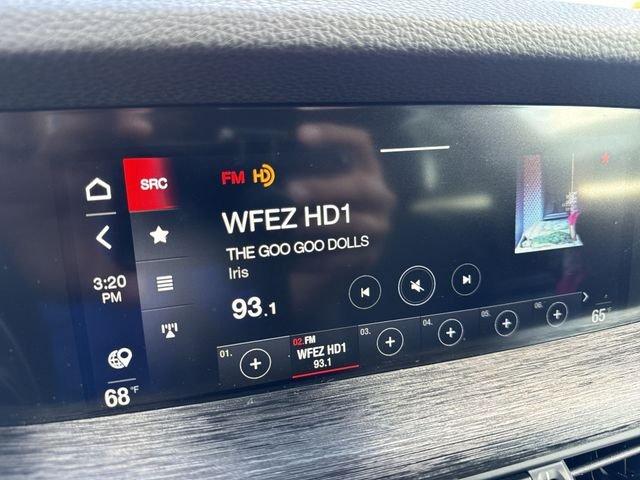 SRC
FM HD
WFEZ HD1
THE GOO GOO DOLLS
Iris
93.1
3:20
PM
01.
02.FM
WFEZ HD1
93.1
03.
04.
05.
06.
68°F
65°